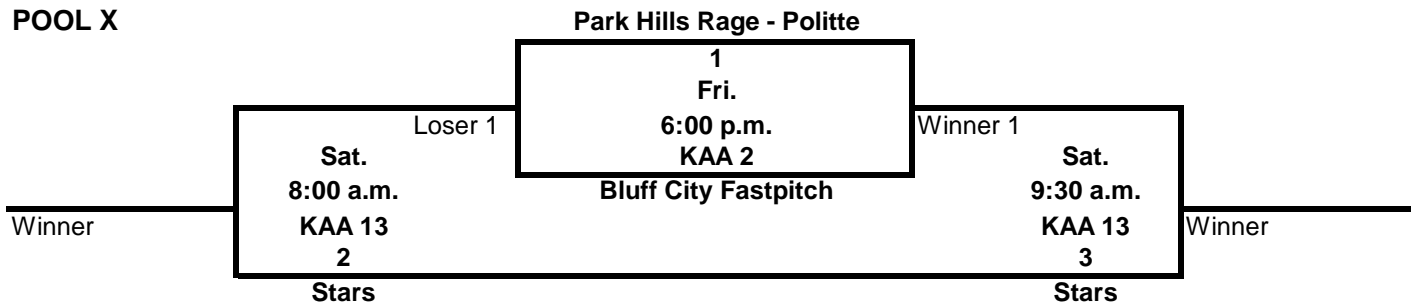 POOL X
Park Hills Rage - Politte
1
Fri.
Loser 1
6:00 p.m.
Winner 1
Sat.
KAA 2
Sat.
8:00 a.m.
Bluff City Fastpitch
9:30 a.m.
Winner
KAA 13
KAA 13
Winner
2
3
Stars
Stars